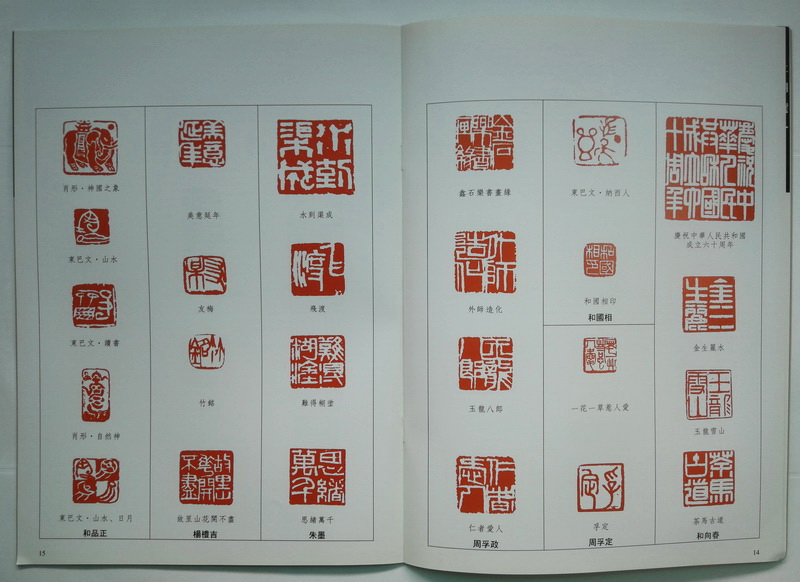 慶祝中華人民共和國
成立六十周年
金生麗水
玉龍雪山
茶馬古道
和向春
東巴文·納西人
和國相印
和國相
一花一草惹人愛
孚定
周孚定
鑫石樂書畫緣
外師造化
玉龍八郎
仁者愛人
周孚政
14
水到渠成
飛渡
難得糊塗
思緒萬千
朱墨
美意延年
友梅
竹銘
故里山花開不盡
楊禮吉
肖形·神國之象
東巴文·山水
東巴文·讀書
肖形·自然神
東巴文·山水、日月
和品正
15